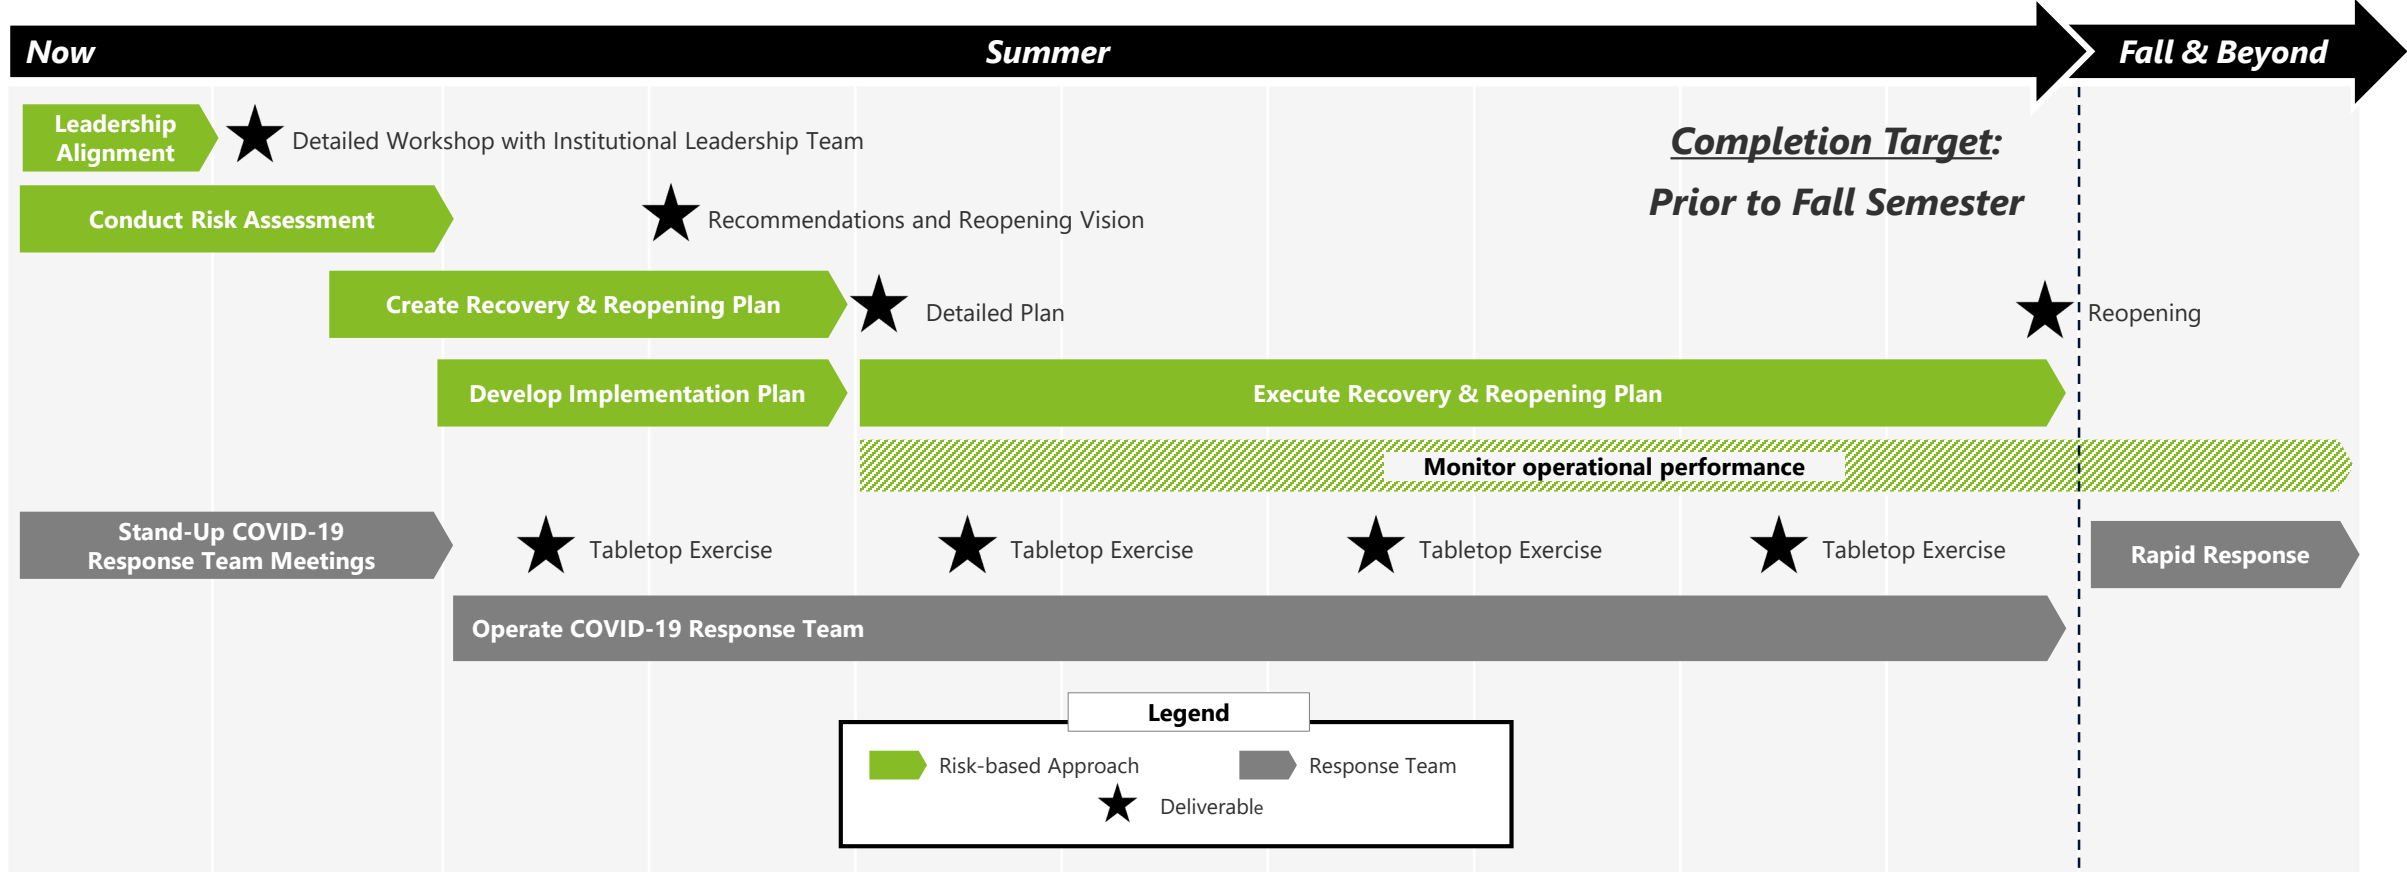 Now
Summer
Fall & Beyond
Leadership
Alignment
Detailed Workshop with Institutional Leadership Team
Completion Target:
Prior to Fall Semester
Conduct Risk Assessment
Recommendations and Reopening Vision
Create Recovery & Reopening Plan
Detailed Plan
Reopening
Develop Implementation Plan
Execute Recovery & Reopening Plan
Monitor operational performance
Stand-Up COVID-19
Response Team Meetings
Tabletop Exercise
Tabletop Exercise
Tabletop Exercise
Tabletop Exercise
Rapid Response
Operate COVID-19 Response Team
Legend
Risk-based Approach
Response Team
Deliverable